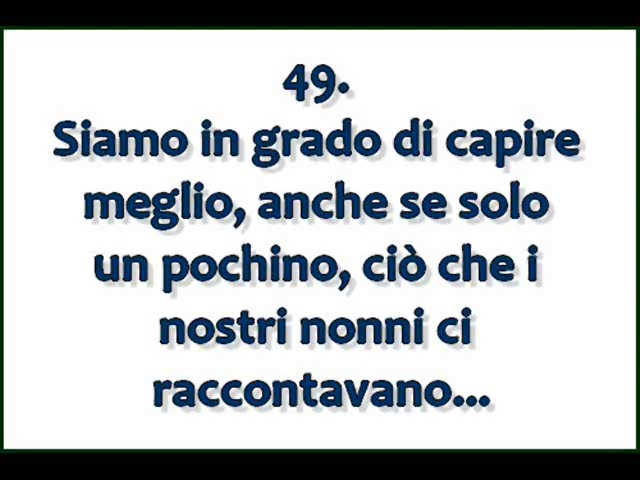 49.
Siamo in grado di capire
meglio, anche se solo
un pochino, ciò che i
nostri nonni ci
raccontavano...